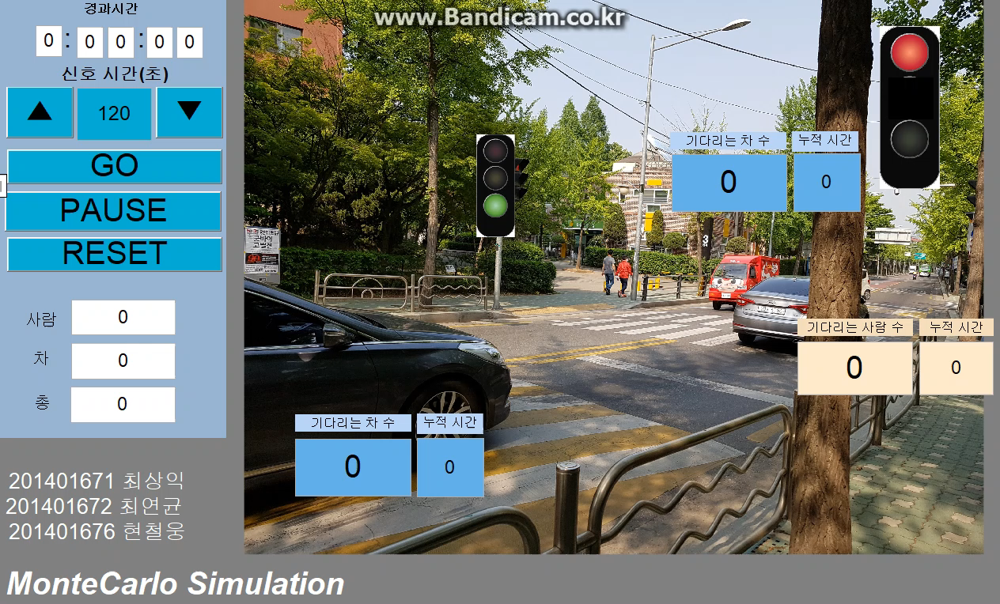 경과시간
0 : 0 0 : 0 0
신호 시간(초)
▲ 120 ▼
GO
PAUSE
RESET
사람 0
차 0
총 0
201401671 최상익
201401672 최연균
201401676 현철웅
MonteCarlo Simulation
www.Bandicam.co.kr
기다리는 차 수 누적 시간
0 0
3
기다리는 사람 수 누적 시간
0 0
기다리는 차 수 누적 시간
0 0